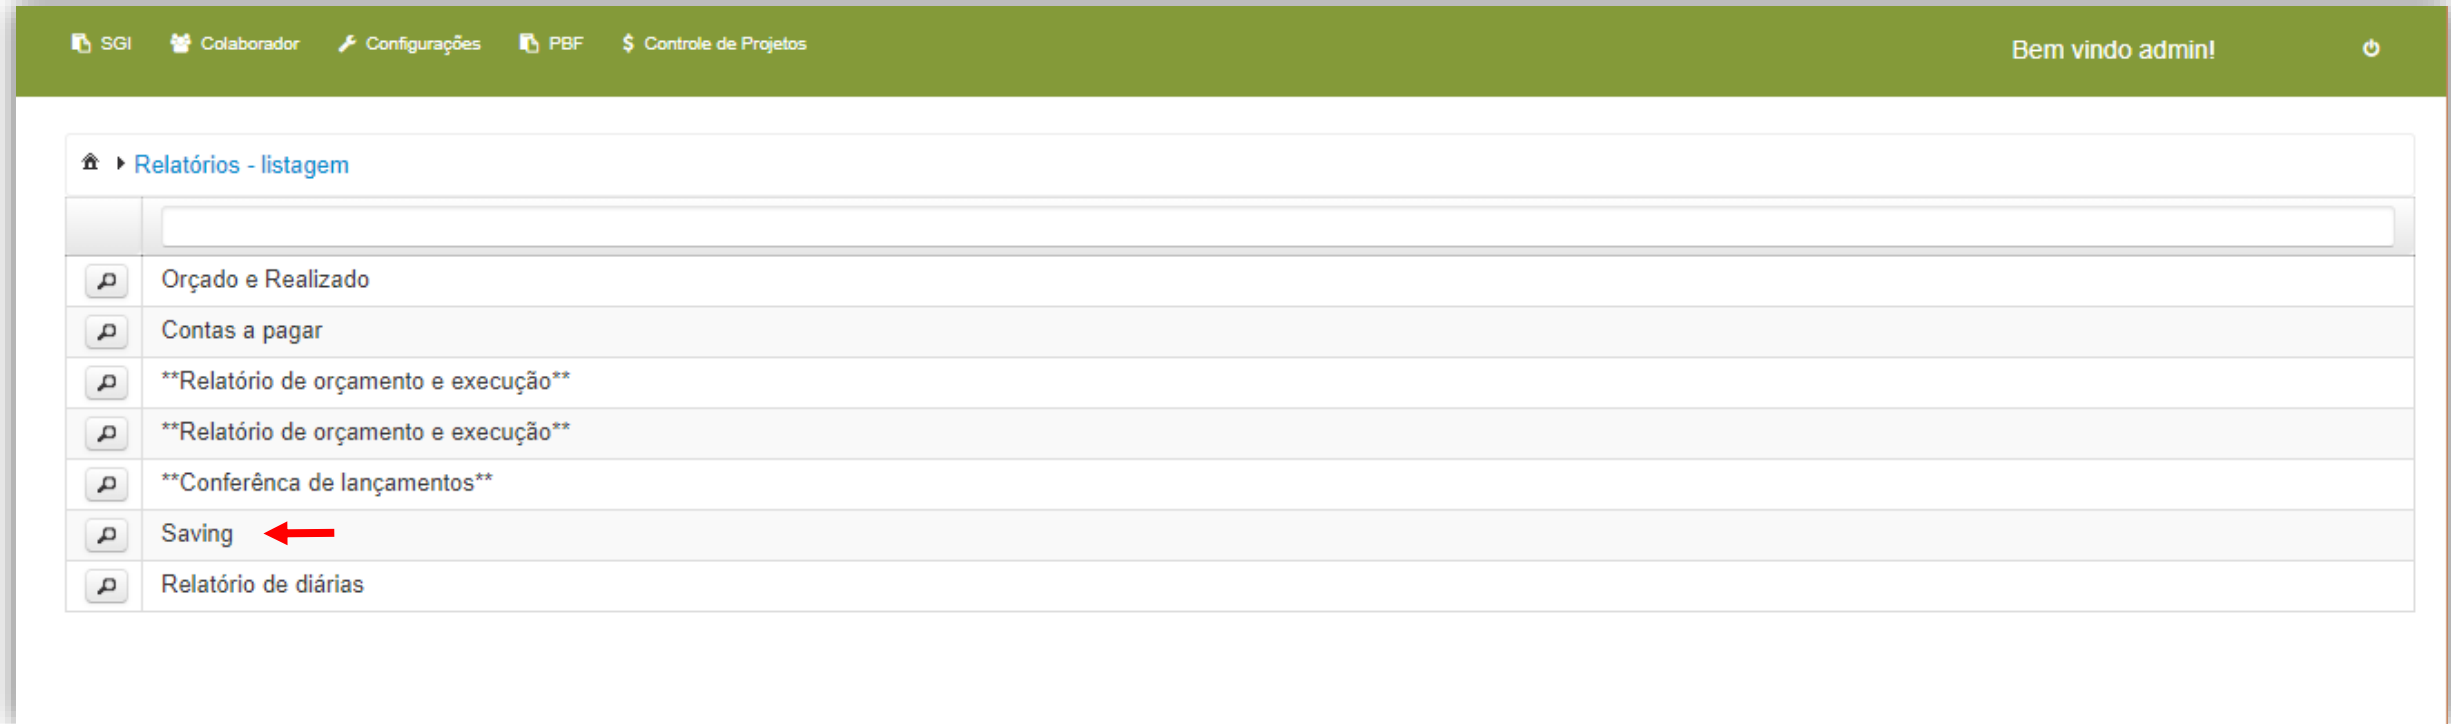 SGI Colaborador Configurações PBF $ Controle de Projetos Bem vindo admin!
Relatórios - listagem
Orçado e Realizado
Contas a pagar
**Relatório de orçamento e execução**
**Relatório de orçamento e execução**
**Conferênca de lançamentos**
Saving
Relatório de diárias